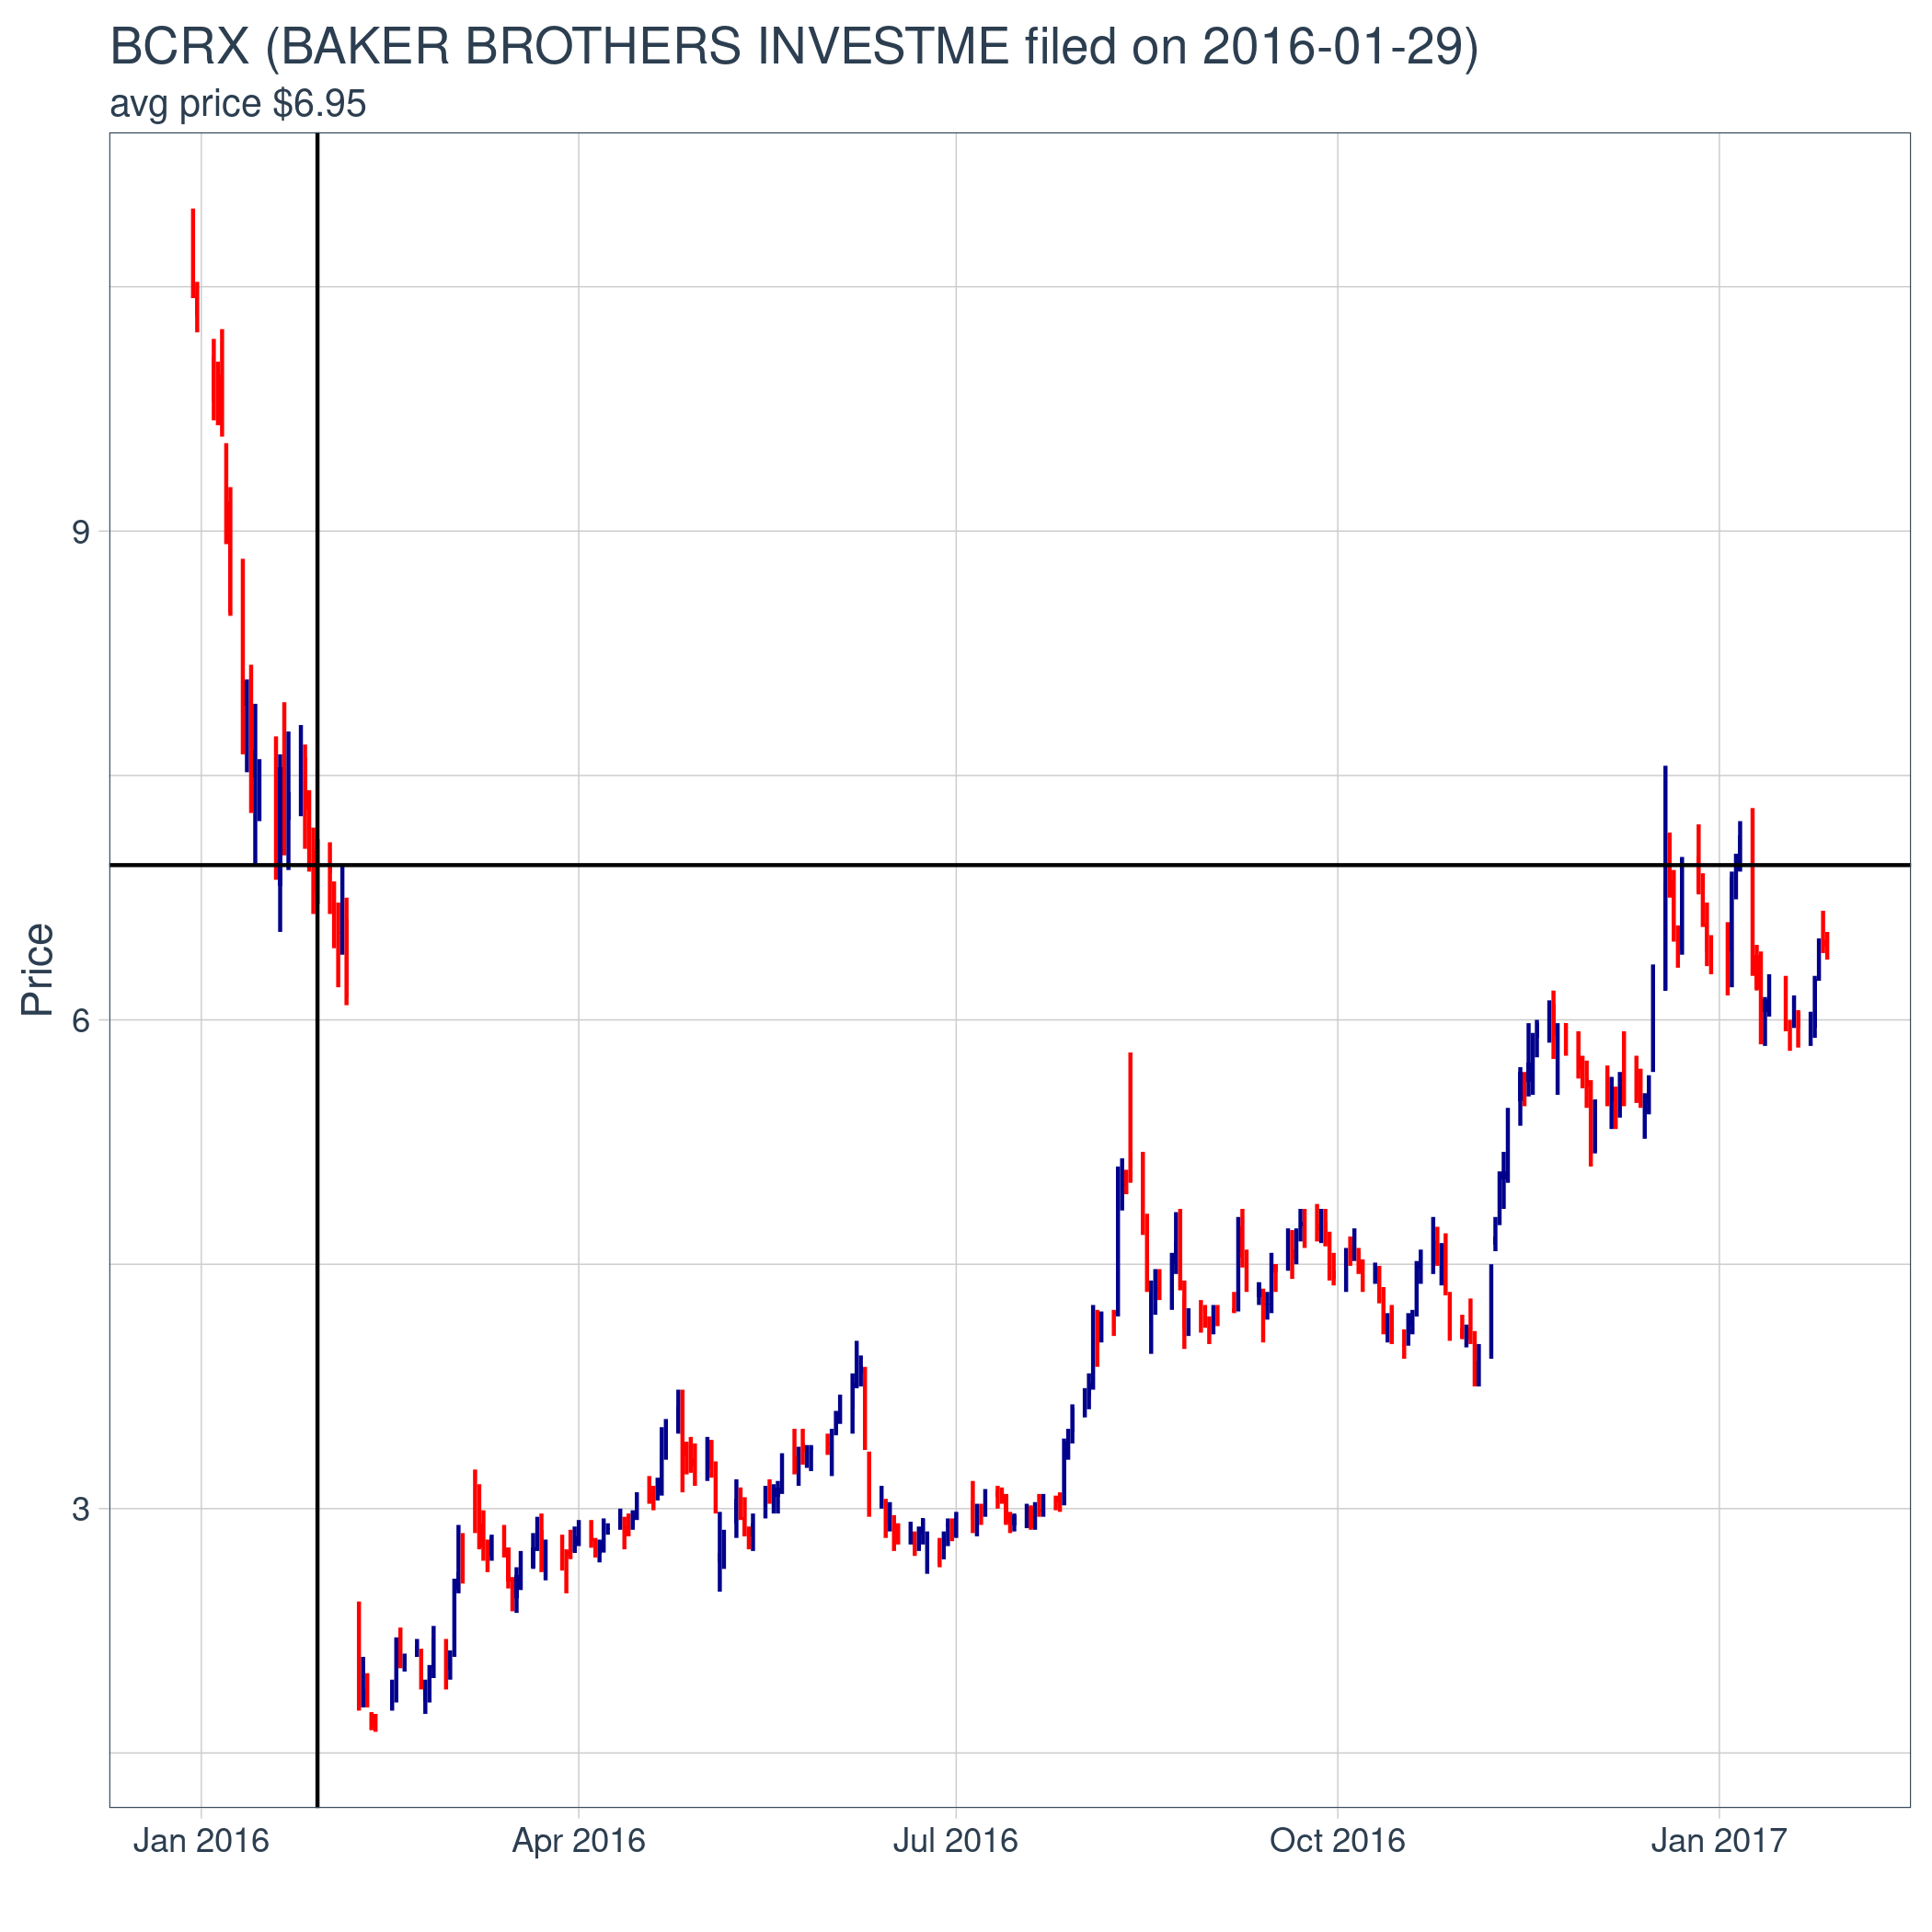 BCRX (BAKER BROTHERS INVESTME filed on 2016-01-29)
avg price $6.95
9
6
3
Price
Jan 2016
Apr 2016
Jul 2016
Oct 2016
Jan 2017